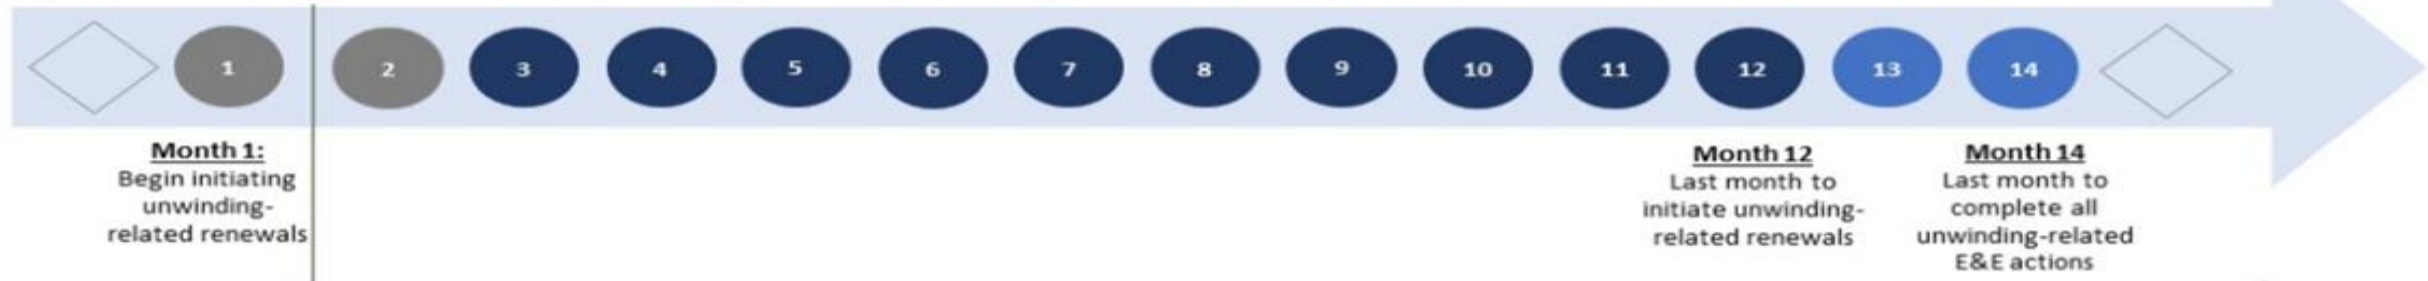 1 2 3 4 5 6 7 8 9 10 11 12 13 14
Month 1:
Begin initiating
unwinding-
related renewals
Month 12
Last month to
initiate unwinding-
related renewals
Month 14
Last month to
complete all
unwinding-related
E&E actions